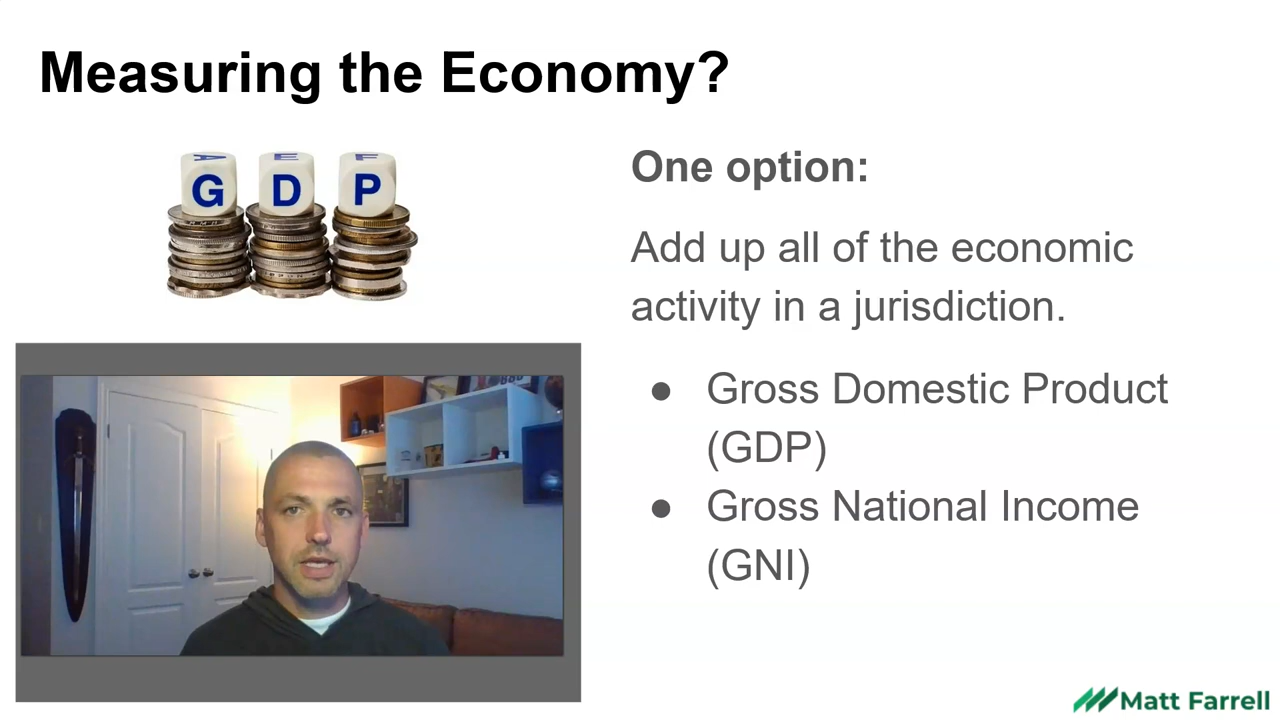 Measuring the Economy?
G D P
One option:
Add up all of the economic
activity in a jurisdiction.
● Gross Domestic Product
(GDP)
● Gross National Income
(GNI)
Matt Farrell